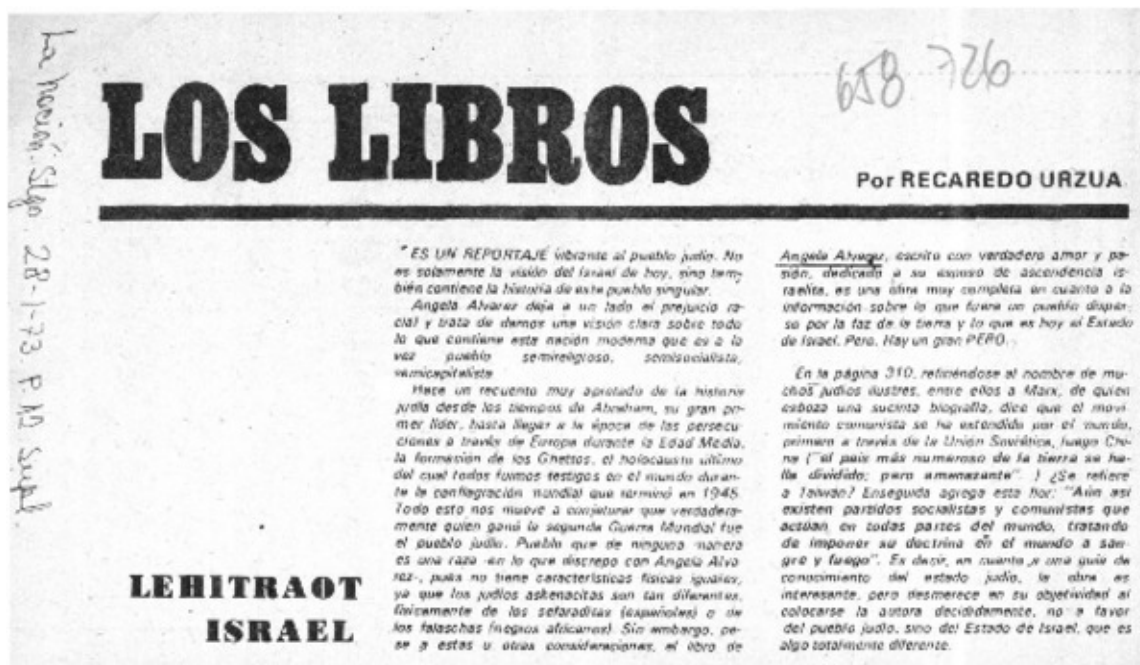 La Nación. Stgo. 28-1-73 P. 12. Supl.
658 726
LOS LIBROS
Por RECAREDO URZUA
LEHITRAOT
ISRAEL
" ES UN REPORTAJE vibrante al pueblo judío. No
es solamente la visión del Israel de hoy, sino tam-
bién contiene la historia de este pueblo singular.
Angela Alvarez deja a un lado el prejuicio ra-
cial y trata de darnos una visión clara sobre todo
lo que contiene esta nación moderna que es a la
vez pueblo semireligioso, semisocialista,
semicapitalista
Hace un recuento muy apretado de la historia
judía desde los tiempos de Abraham, su gran pri-
mer líder, hasta llegar a la época de las persecu-
ciones a través de Europa durante la Edad Media,
la formación de los Ghettos, el holocausto último
del cual todos fuimos testigos en el mundo duran-
te la conflagración mundial que terminó en 1945.
Todo esto nos mueve a conjeturar que verdadera-
mente quien ganó la segunda Guerra Mundial fue
el pueblo judío. Pueblo que de ninguna manera
es una raza -en lo que discrepo con Angela Alva
rez-, pues no tiene características físicas iguales,
ya que los judíos askenacitas son tan diferentes,
físicamente de los sefaraditas (españoles) o de
los falaschas (negros africanos). Sin embargo, pe-
se a estas u otras consideraciones, el libro de
Angela Alvarez, escrito con verdadero amor y pa-
sión, dedicado a su esposo de ascendencia is-
raelita, es una obra muy completa en cuanto a la
información sobre lo que fuera un pueblo disper-
so por la faz de la tierra y lo que es hoy el Estado
de Israel. Pero. Hay un gran PERO.
En la página 310, refiriéndose al nombre de mu-
chos judíos ilustres, entre ellos a Marx, de quien
esboza una sucinta biografía, dice que el movi-
miento comunista se ha extendido por el mundo,
primero a través de la Unión Soviética, luego Chi-
na ("el país más numeroso de la tierra se ha-
lla dividido; pero amenazante". ) ¿Se refiere
a Taiwán? Enseguida agrega esta flor: "Aún así
existen partidos socialistas y comunistas que
actúan en todas partes del mundo, tratando
de imponer su doctrina en el mundo a san-
gre y fuego". Es decir, en cuanto a una guía de
conocimiento del estado judío, la obra es
interesante, pero desmerece en su objetividad al
colocarse la autora decididamente, no a favor
del pueblo judío, sino del Estado de Israel, que es
algo totalmente diferente.